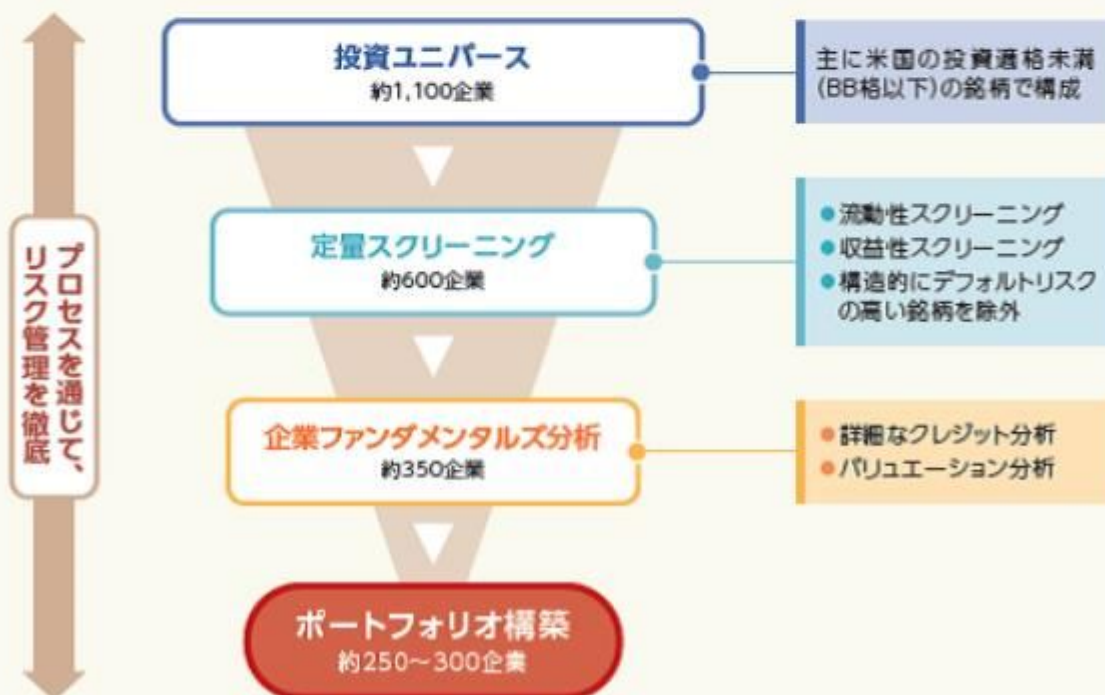 投資ユニバース
約1,100企業
主に米国の投資適格未満
(BB格以下)の銘柄で構成
定量スクリーニング
約600企業
●流動性スクリーニング
●収益性スクリーニング
●構造的にデフォルトリスク
の高い銘柄を除外
プロセスを通じて、
リスク管理を徹底
企業ファンダメンタルズ分析
約350企業
●詳細なクレジット分析
●バリュエーション分析
ポートフォリオ構築
約250〜300企業